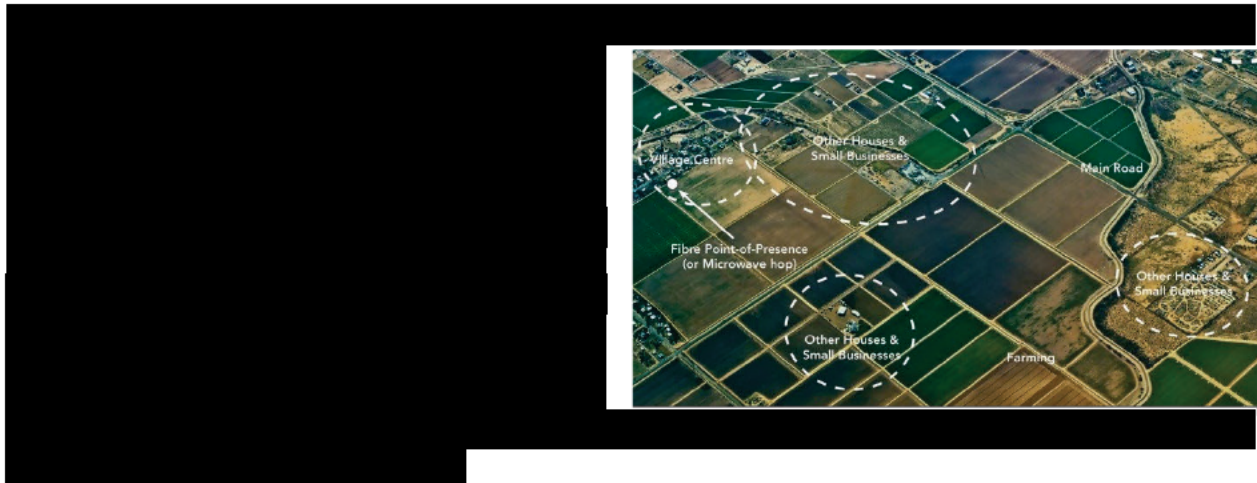 Other Houses &
Small Businesses
Village Centre
Main Road
Fibre Point-of-Presence
(or Microwave hop)
Other Houses &
Small Businesses
Other Houses &
Small Businesses
Farming